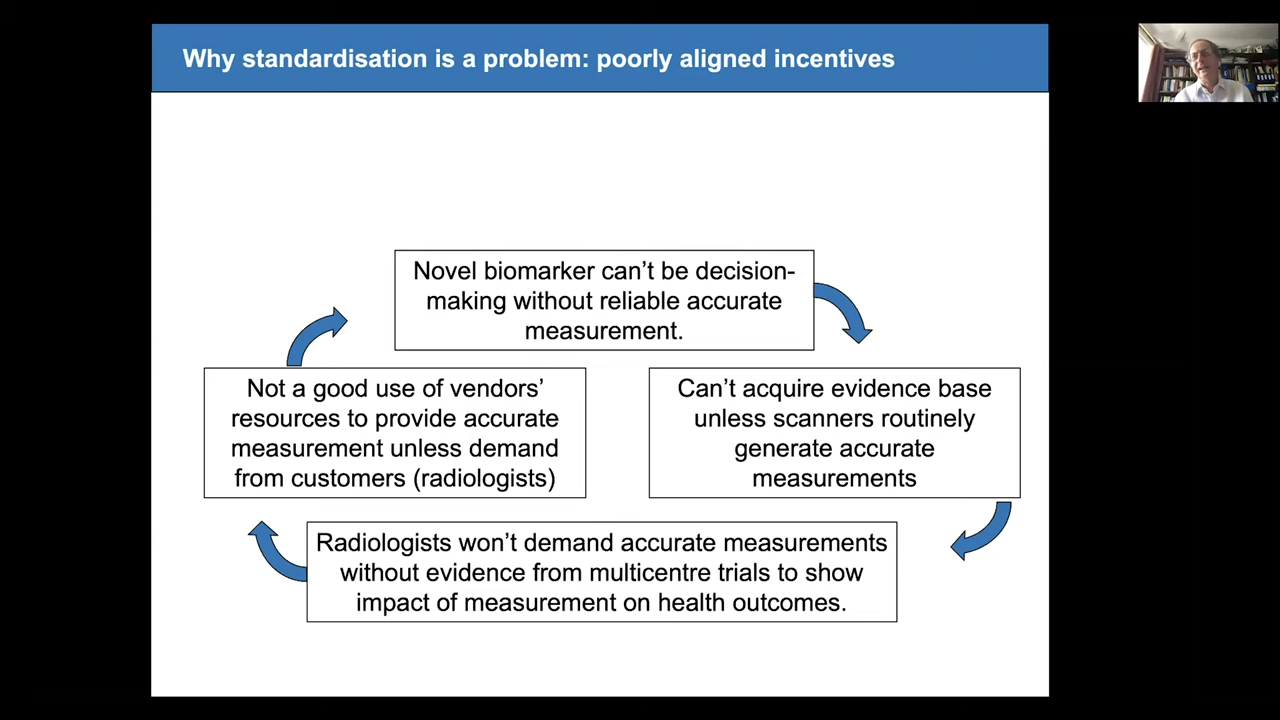 Why standardisation is a problem: poorly aligned incentives
Novel biomarker can’t be decision-
making without reliable accurate
measurement.
Not a good use of vendors’
resources to provide accurate
measurement unless demand
from customers (radiologists)
Can’t acquire evidence base
unless scanners routinely
generate accurate
measurements
Radiologists won’t demand accurate measurements
without evidence from multicentre trials to show
impact of measurement on health outcomes.